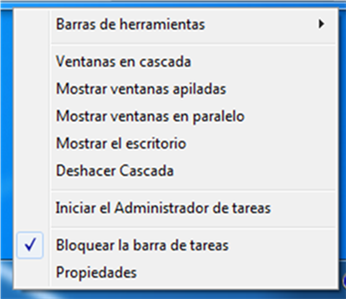 Barras de herramientas
Ventanas en cascada
Mostrar ventanas apiladas
Mostrar ventanas en paralelo
Mostrar el escritorio
Deshacer Cascada
Iniciar el Administrador de tareas
Bloquear la barra de tareas
Propiedades